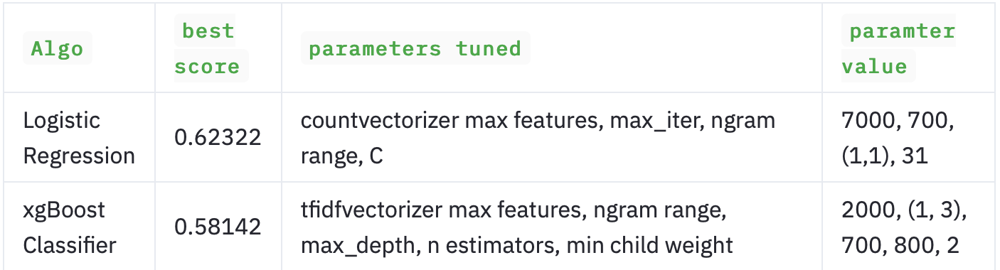 Algo
best
score
parameters tuned
paramter
value
Logistic
Regression
0.62322
countvectorizer max features, max_iter, ngram
range, C
7000, 700,
(1,1), 31
xgBoost
Classifier
0.58142
tfidfvectorizer max features, ngram range,
max_depth, n estimators, min child weight
2000, (1, 3),
700, 800, 2